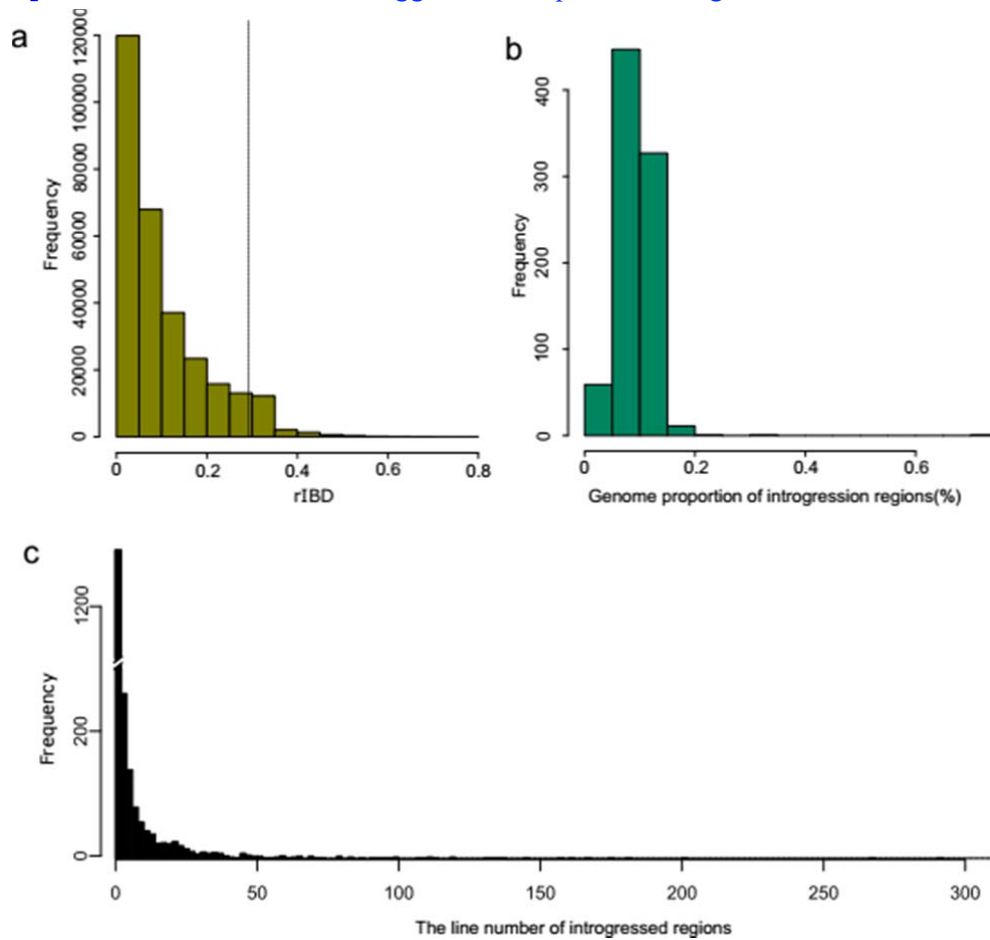 a
120000
100000
80000
60000
40000
20000
0
Frequency
0 0.2 0.4 0.6 0.8
rIBD
b
400
300
200
100
0
Frequency
0 0.2 0.4 0.6
Genome proportion of introgression regions(%)
c
1200
200
0
Frequency
0 50 100 150 200 250 300
The line number of introgressed regions